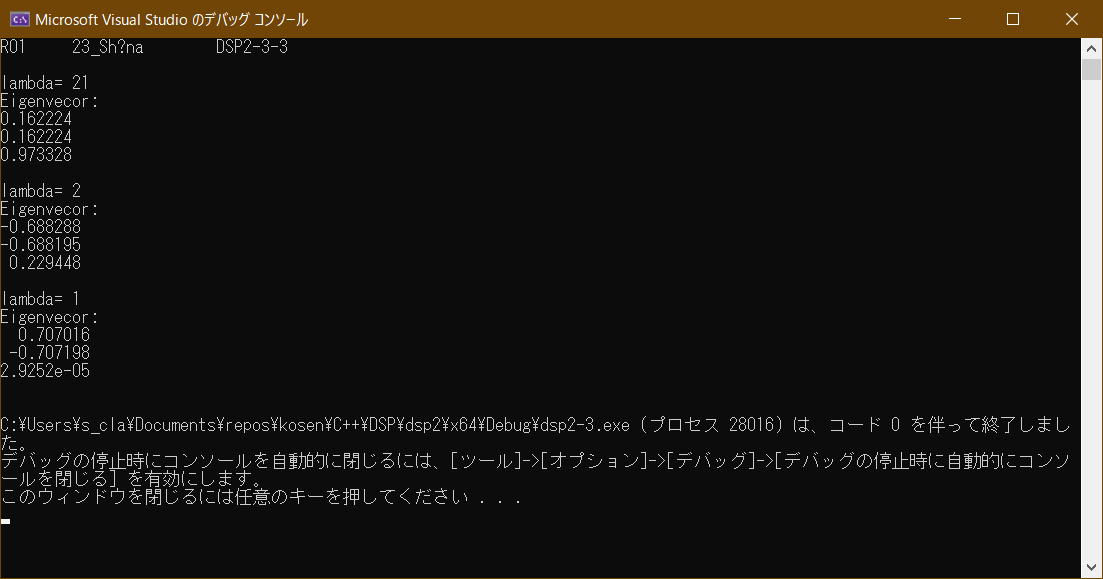 Microsoft Visual Studio のデバッグ コンソール
R01 23_Sh?na DSP2-3-3
lambda= 21
Eigenvecor:
0.162224
0.162224
0.973328
lambda= 2
Eigenvecor:
-0.688288
-0.688195
0.229448
lambda= 1
Eigenvecor:
0.707016
-0.707198
2.9252e-05
C:¥Users¥s_cla¥Documents¥repos¥kosen¥C++¥DSP¥dsp2¥x64¥Debug¥dsp2-3.exe (プロセス 28016) は、コード 0 を伴って終了しまし
た。
デバッグの停止時にコンソールを自動的に閉じるには、[ツール]->[オプション]->[デバッグ]->[デバッグの停止時に自動的にコンソ
ールを閉じる] を有効にします。
このウィンドウを閉じるには任意のキーを押してください . . .